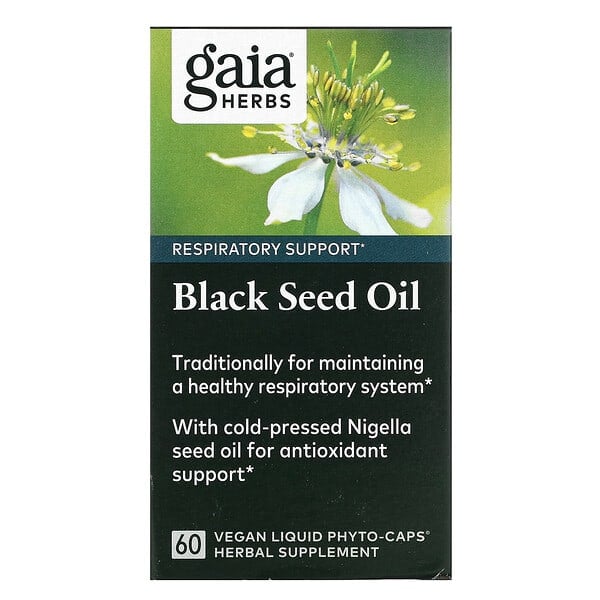 gaia®
HERBS
RESPIRATORY SUPPORT*
Black Seed Oil
Traditionally for maintaining
a healthy respiratory system*
With cold-pressed Nigella
seed oil for antioxidant
support*
60 VEGAN LIQUID PHYTO-CAPS®
HERBAL SUPPLEMENT